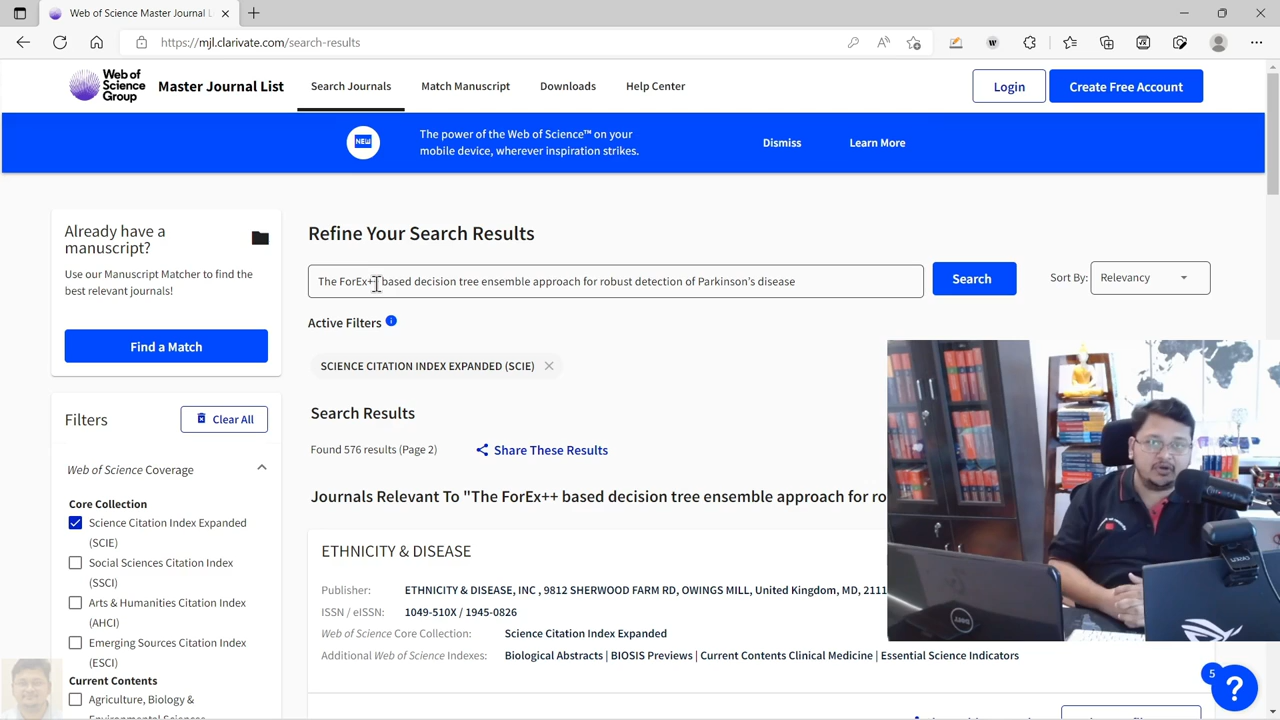 Web of Science Master Journal L
https://mjl.clarivate.com/search-results
Web of
Science
Group
Master Journal List
Search Journals
Match Manuscript
Downloads
Help Center
Login
Create Free Account
NEW
The power of the Web of Science™ on your
mobile device, wherever inspiration strikes.
Dismiss
Learn More
Already have a
manuscript?
Use our Manuscript Matcher to find the
best relevant journals!
Find a Match
Refine Your Search Results
The ForEx++ based decision tree ensemble approach for robust detection of Parkinson's disease
Search
Sort By:
Relevancy
Active Filters
SCIENCE CITATION INDEX EXPANDED (SCIE)
Filters
Clear All
Web of Science Coverage
Core Collection
Science Citation Index Expanded
(SCIE)
Social Sciences Citation Index
(SSCI)
Arts & Humanities Citation Index
(AHCI)
Emerging Sources Citation Index
(ESCI)
Current Contents
Agriculture, Biology &
Search Results
Found 576 results (Page 2)
Share These Results
Journals Relevant To "The ForEx++ based decision tree ensemble approach for ro
ETHNICITY & DISEASE
Publisher: ETHNICITY & DISEASE, INC , 9812 SHERWOOD FARM RD, OWINGS MILL, United Kingdom, MD, 2111
ISSN / eISSN: 1049-510X / 1945-0826
Web of Science Core Collection: Science Citation Index Expanded
Additional Web of Science Indexes: Biological Abstracts | BIOSIS Previews | Current Contents Clinical Medicine | Essential Science Indicators
5
?
DELL